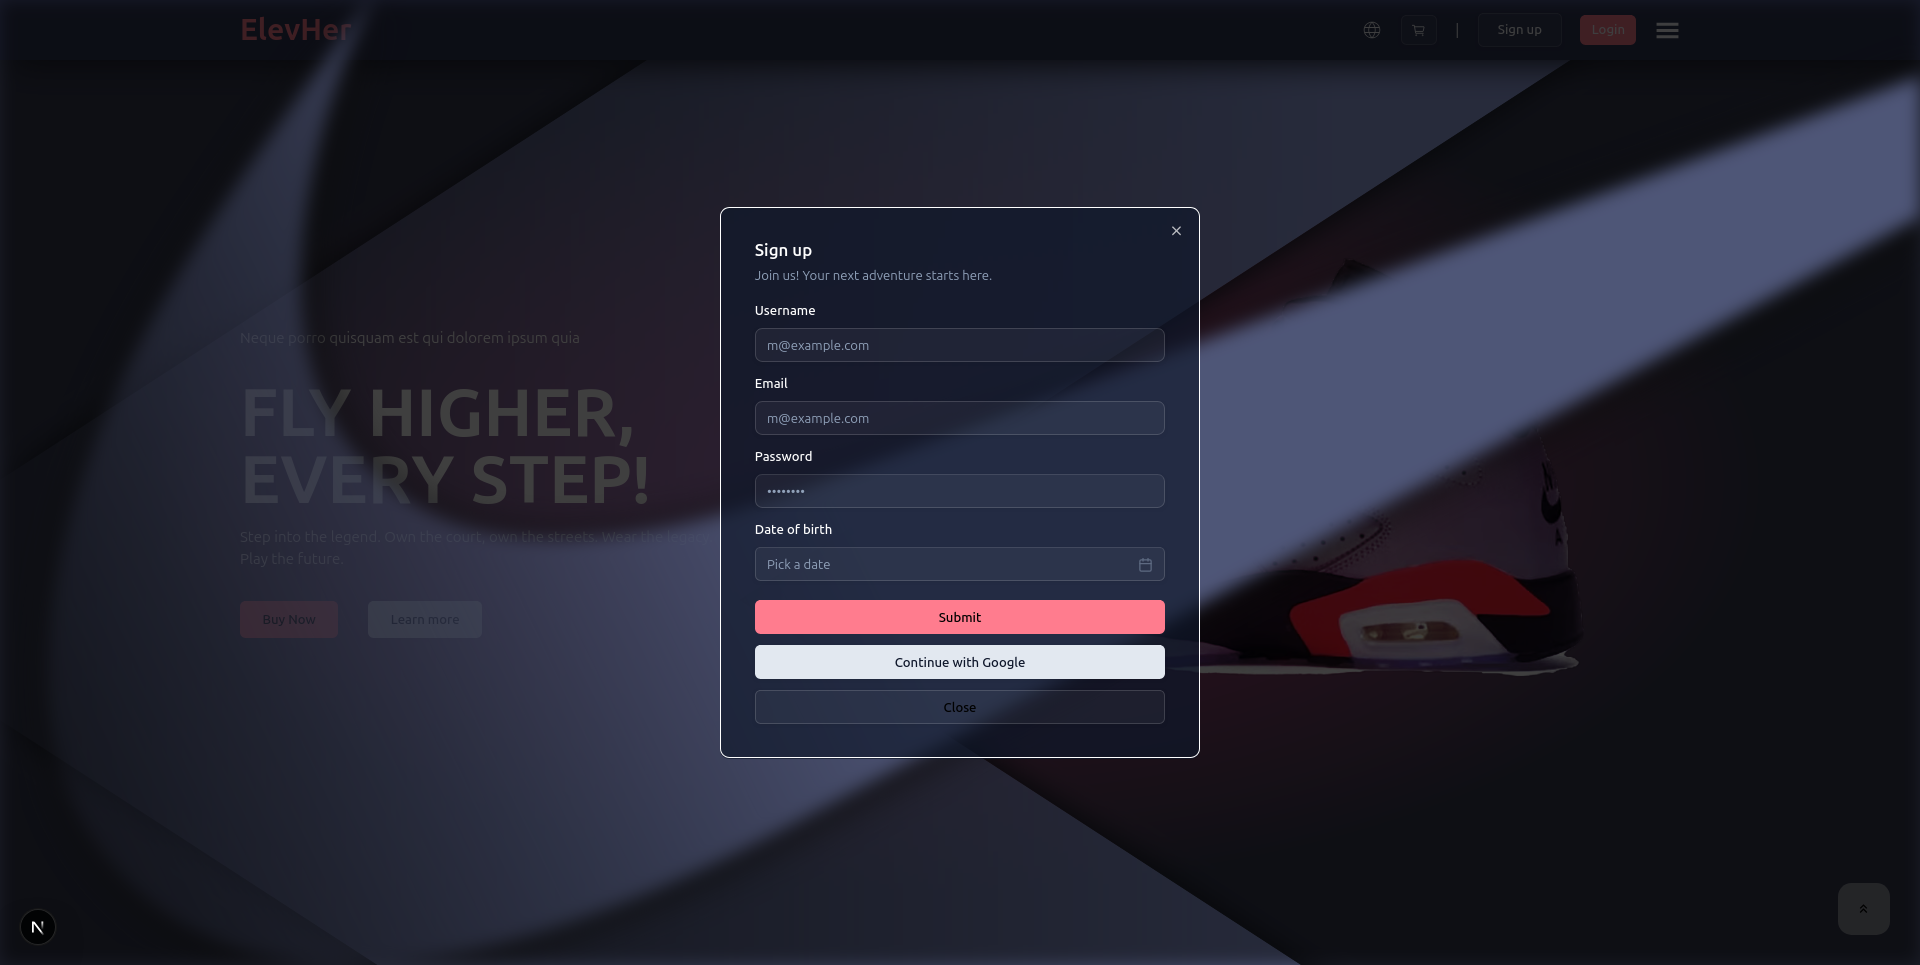 ElevHer
|
Sign up
Login
Neque porro quisquam est qui dolorem ipsum quia
FLY HIGHER,
EVERY STEP!
Step into the legend. Own the court, own the streets. Wear the
Play the future.
Buy Now
Learn more
Sign up
Join us! Your next adventure starts here.
Username
m@example.com
Email
m@example.com
Password
••••••••
Date of birth
Pick a date
Submit
Continue with Google
Close
N